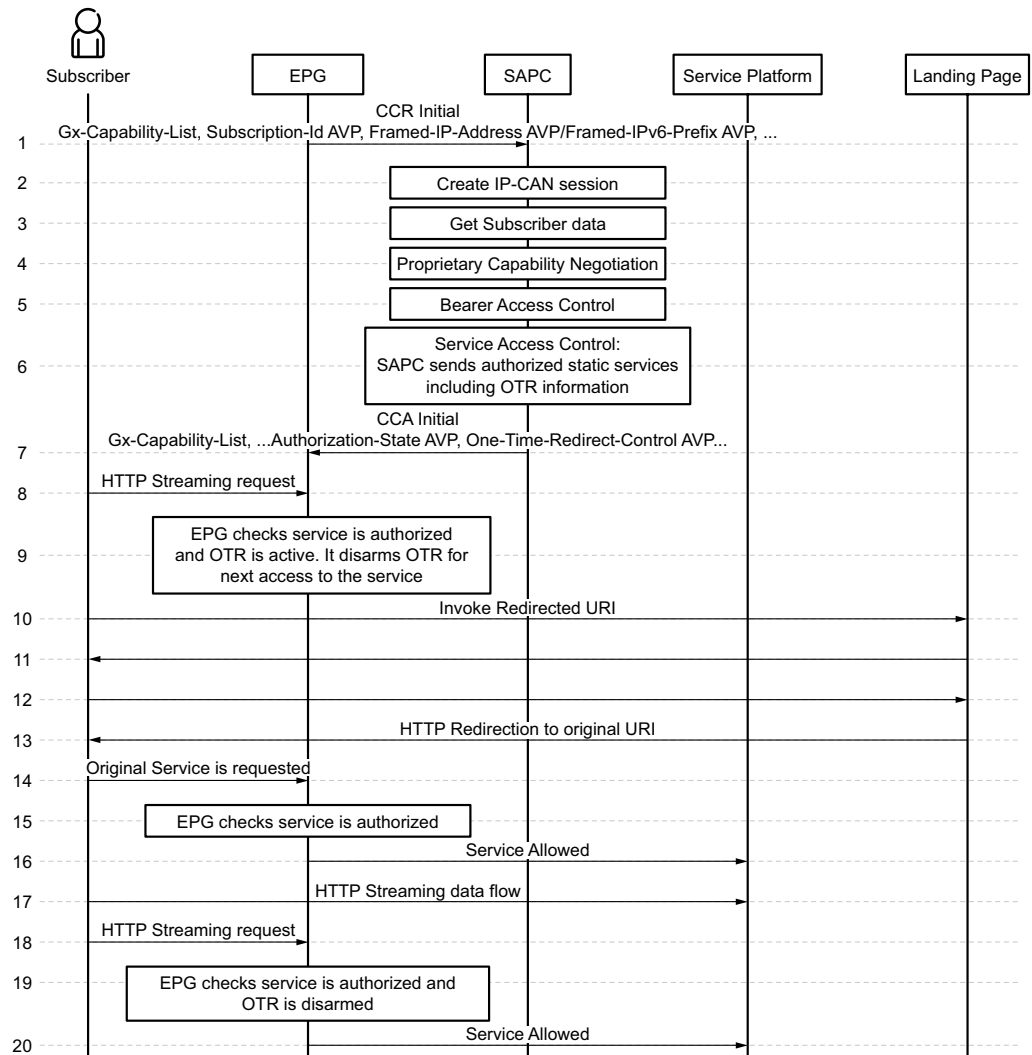 Subscriber
EPG
SAPC
Service Platform
Landing Page
CCR Initial
Gx-Capability-List, Subscription-Id AVP, Framed-IP-Address AVP/Framed-IPv6-Prefix AVP, ...
1
2
Create IP-CAN session
3
Get Subscriber data
4
Proprietary Capability Negotiation
5
Bearer Access Control
Service Access Control:
6
SAPC sends authorized static services
including OTR information
CCA Initial
Gx-Capability-List, ...Authorization-State AVP, One-Time-Redirect-Control AVP...
7
HTTP Streaming request
8
EPG checks service is authorized
9
and OTR is active. It disarms OTR for
next access to the service
Invoke Redirected URI
10
11
12
HTTP Redirection to original URI
13
Original Service is requested
14
15
EPG checks service is authorized
Service Allowed
16
HTTP Streaming data flow
17
HTTP Streaming request
18
19
EPG checks service is authorized and
OTR is disarmed
Service Allowed
20